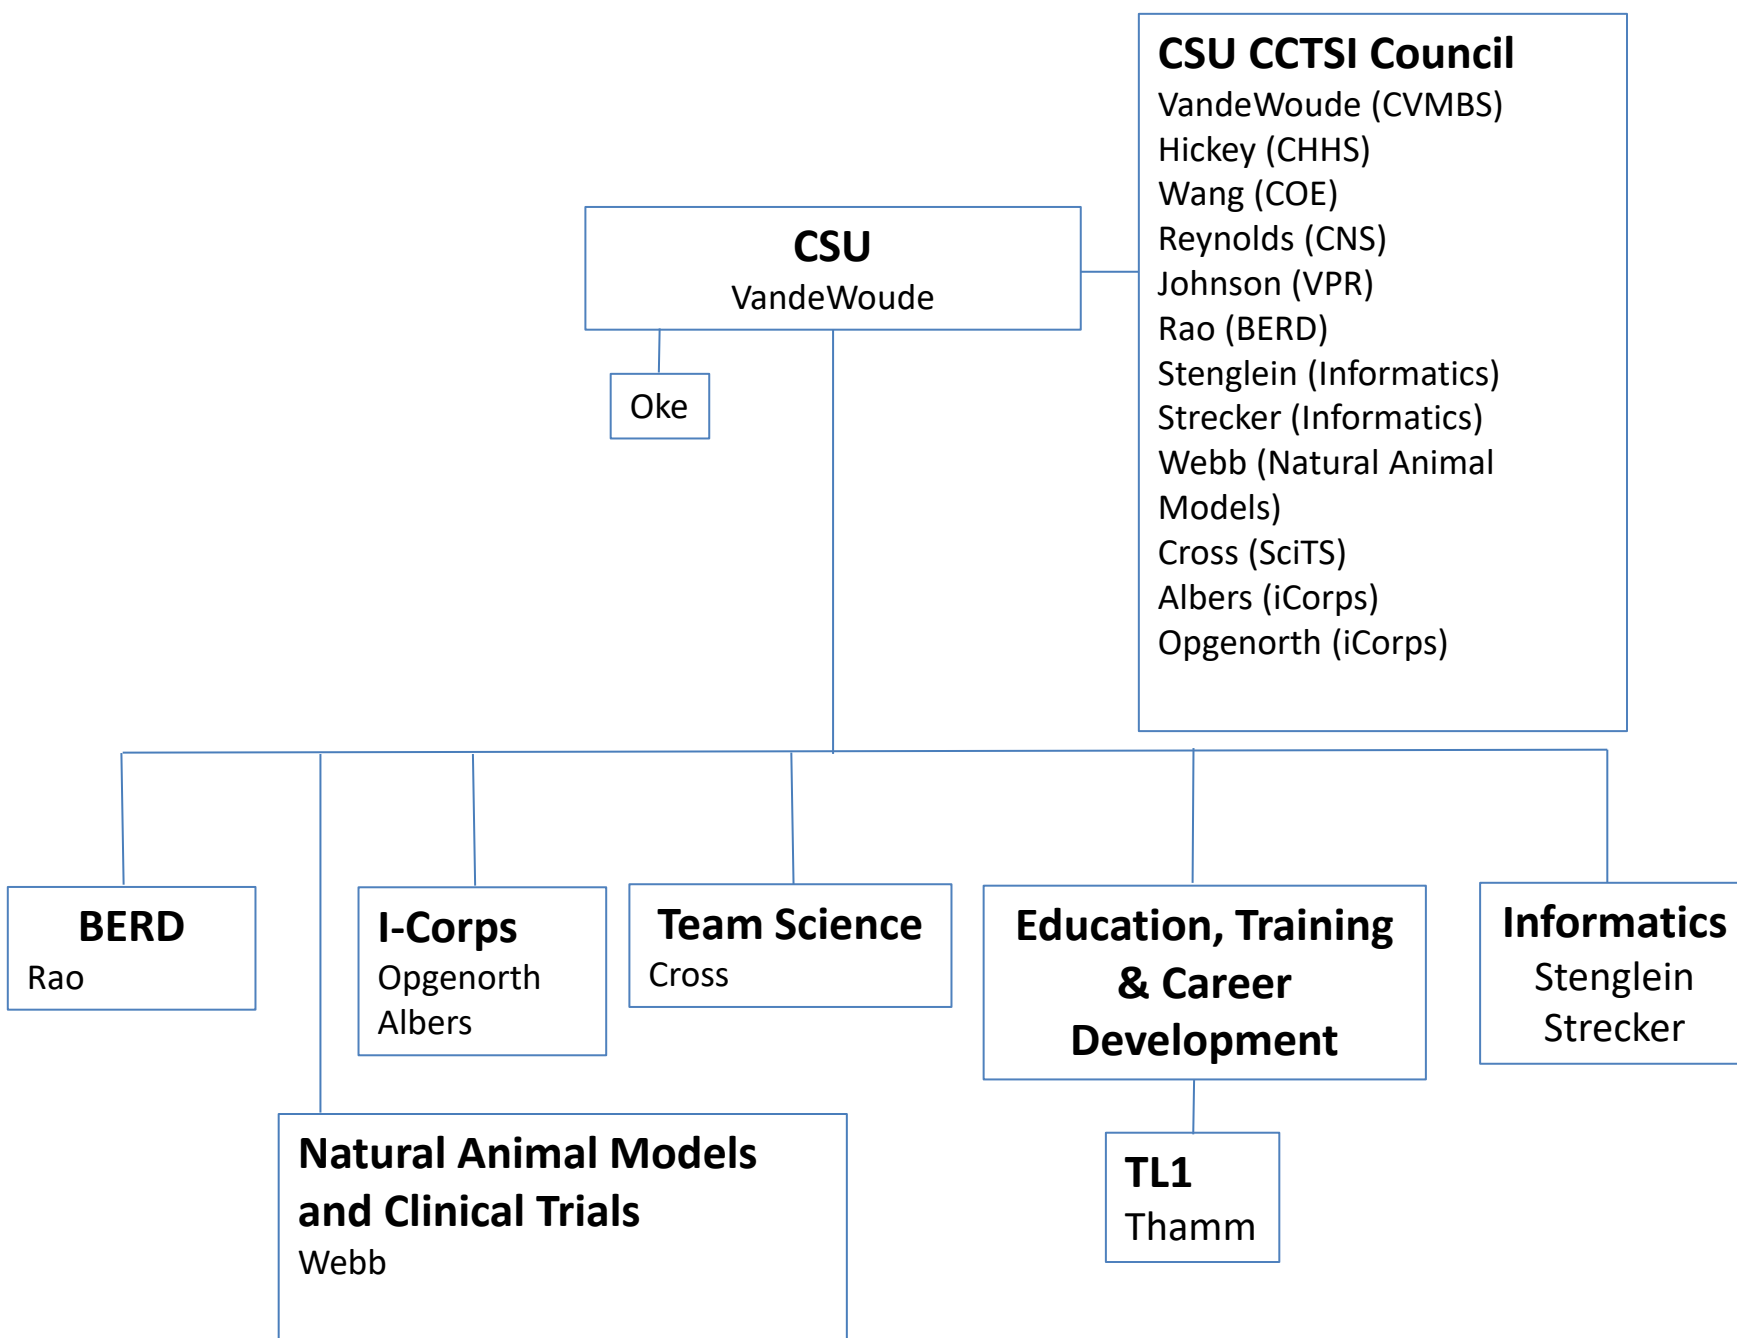 CSU CCTSI Council
VandeWoude (CVMBS)
Hickey (CHHS)
Wang (COE)
Reynolds (CNS)
Johnson (VPR)
Rao (BERD)
Stenglein (Informatics)
Strecker (Informatics)
Webb (Natural Animal
Models)
Cross (SciTS)
Albers (iCorps)
Opgenorth (iCorps)
CSU
VandeWoude
Oke
BERD
Rao
I-Corps
Opgenorth
Albers
Team Science
Cross
Education, Training
& Career
Development
Informatics
Stenglein
Strecker
Natural Animal Models
and Clinical Trials
Webb
TL1
Thamm